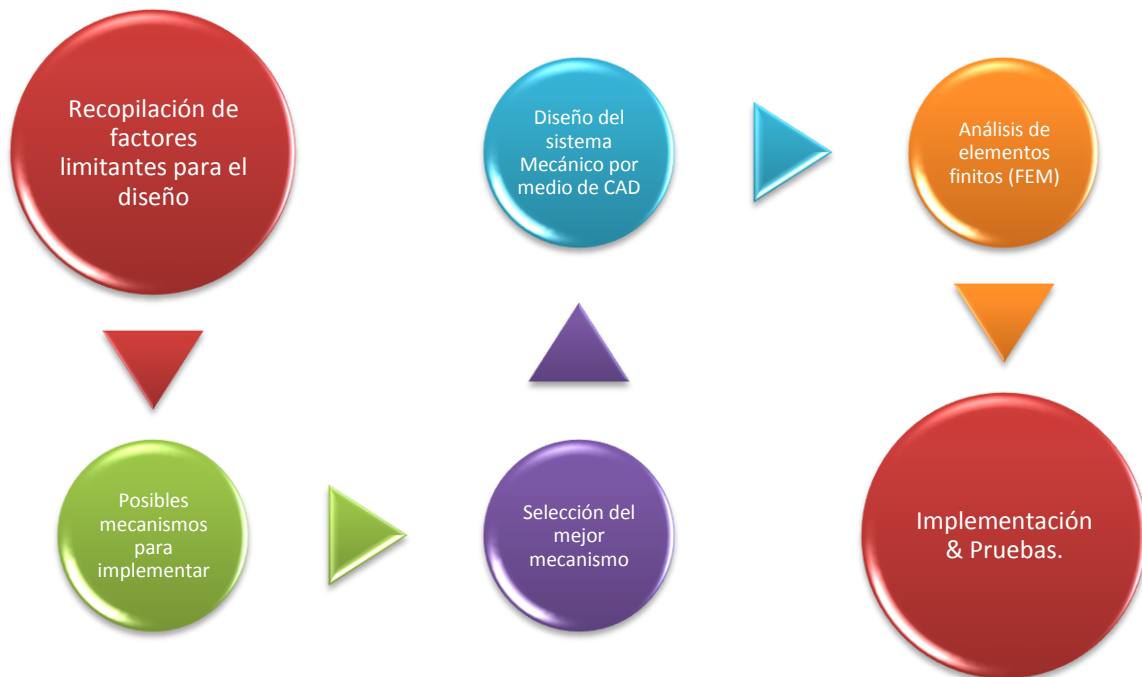 Recopilación de
factores
limitantes para el
diseño
Posibles
mecanismos
para
implementar
Selección del
mejor
mecanismo
Diseño del
sistema
Mecánico por
medio de CAD
Análisis de
elementos
finitos (FEM)
Implementación
& Pruebas.